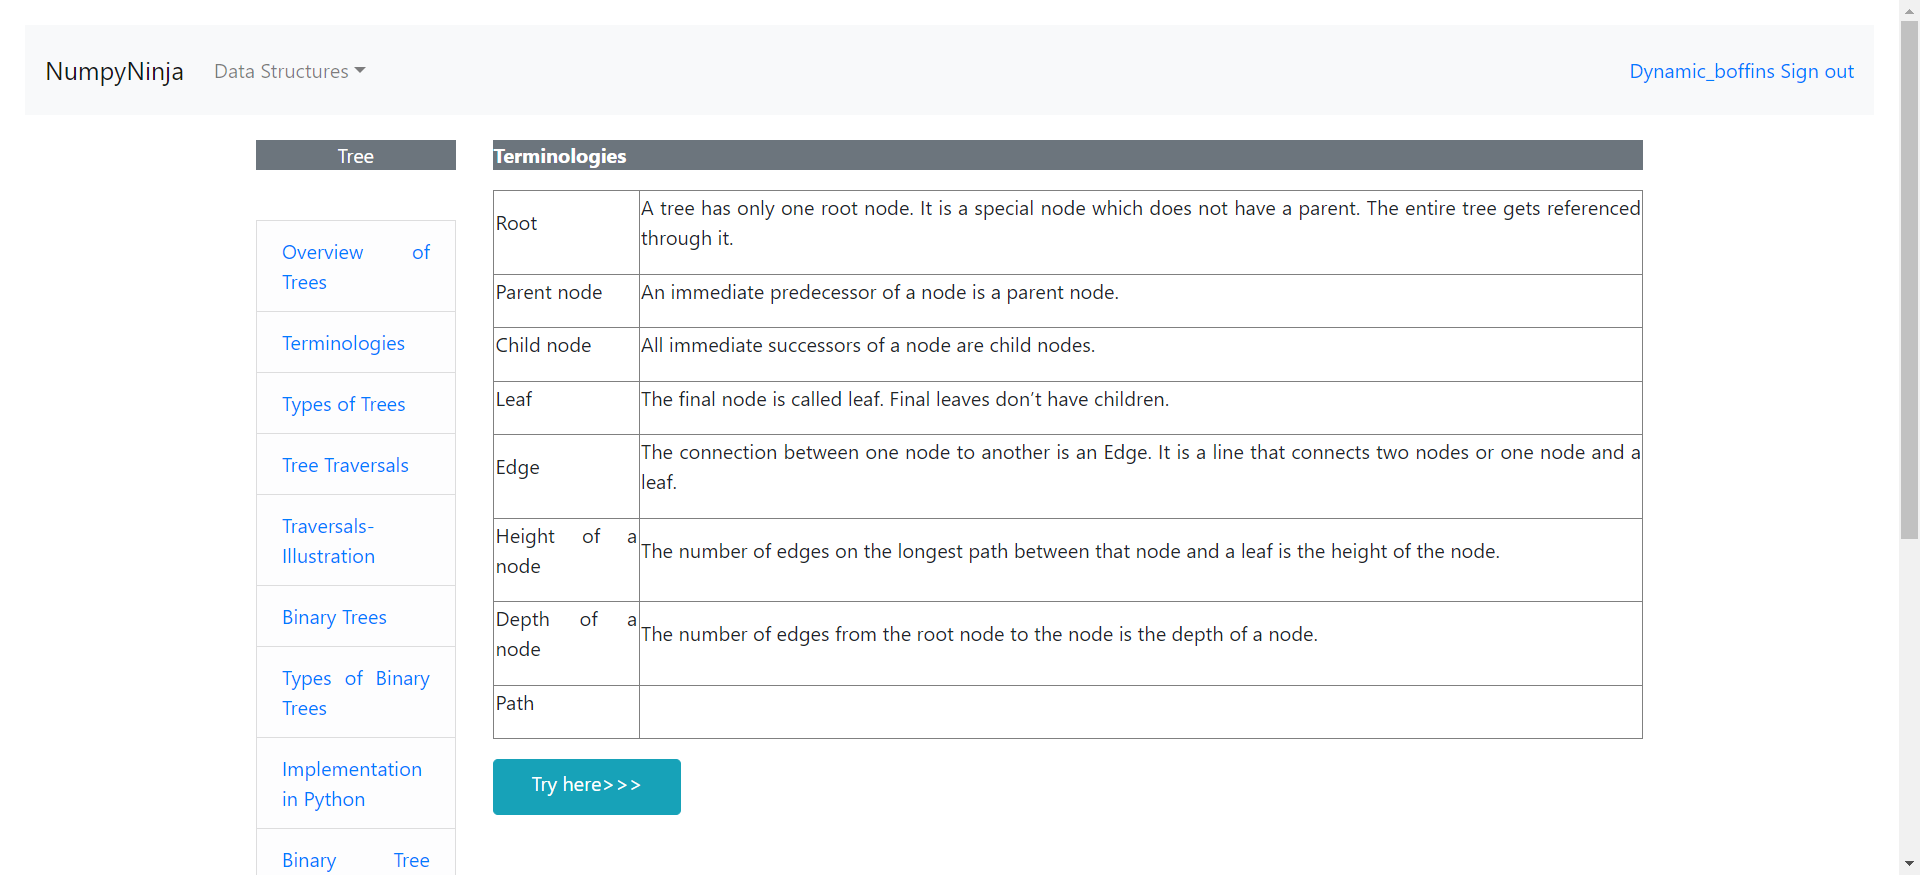 NumpyNinja Data Structures Dynamic_boffins Sign out
Tree
Overview of
Trees
Terminologies
Types of Trees
Tree Traversals
Traversals-
Illustration
Binary Trees
Types of Binary
Trees
Implementation
in Python
Binary Tree
Terminologies
Root
A tree has only one root node. It is a special node which does not have a parent. The entire tree gets referenced
through it.
Parent node
An immediate predecessor of a node is a parent node.
Child node
All immediate successors of a node are child nodes.
Leaf
The final node is called leaf. Final leaves don’t have children.
Edge
The connection between one node to another is an Edge. It is a line that connects two nodes or one node and a
leaf.
Height of a
node
The number of edges on the longest path between that node and a leaf is the height of the node.
Depth of a
node
The number of edges from the root node to the node is the depth of a node.
Path
Try here>>>